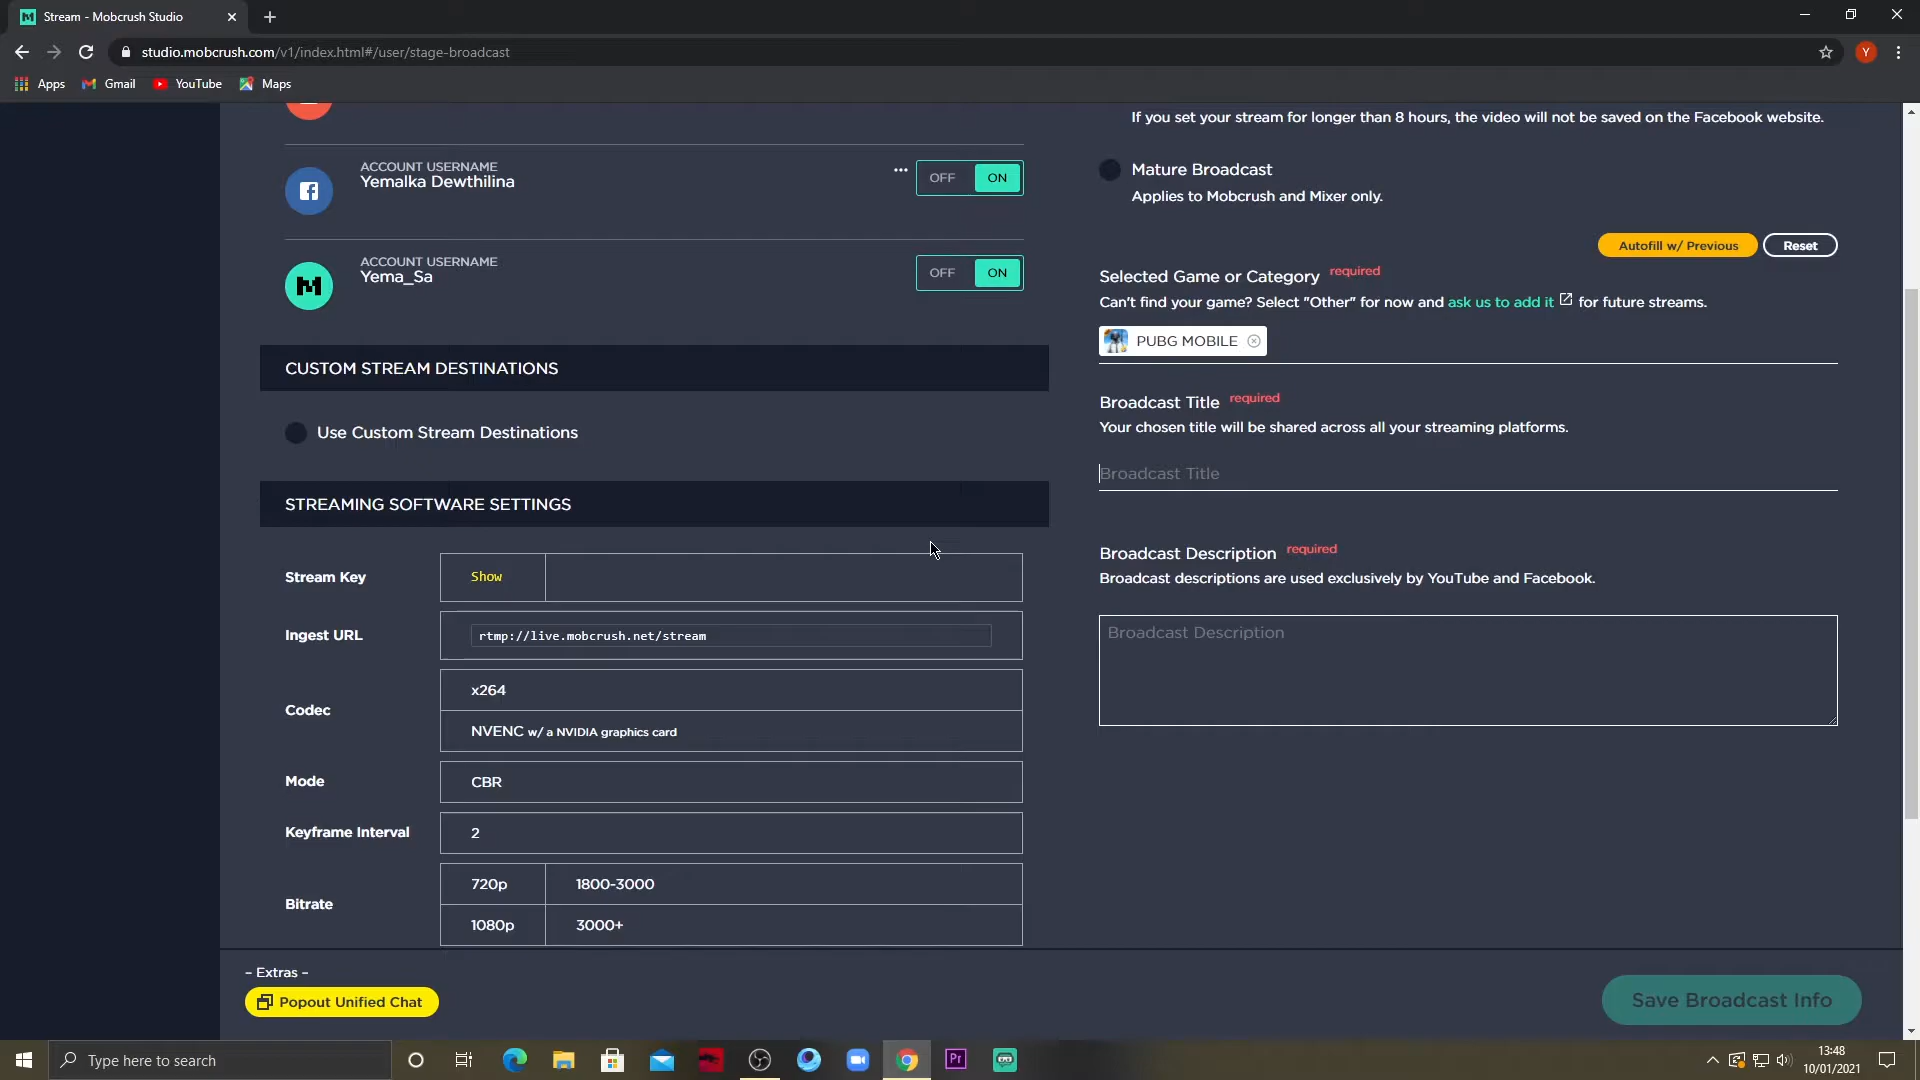 Stream - Mobcrush Studio
studio.mobcrush.com/v1/index.html#/user/stage-broadcast
Y
Apps
Gmail
YouTube
Maps
ACCOUNT USERNAME
Yemalka Dewthilina
OFF ON
ACCOUNT USERNAME
Yema_Sa
OFF ON
CUSTOM STREAM DESTINATIONS
Use Custom Stream Destinations
STREAMING SOFTWARE SETTINGS
Stream Key Show
Ingest URL rtmp://live.mobcrush.net/stream
Codec
x264
NVENC w/ a NVIDIA graphics card
Mode CBR
Keyframe Interval 2
Bitrate
720p 1800-3000
1080p 3000+
If you set your stream for longer than 8 hours, the video will not be saved on the Facebook website.
Mature Broadcast
Applies to Mobcrush and Mixer only.
Autofill w/ Previous Reset
Selected Game or Category required
Can't find your game? Select "Other" for now and ask us to add it for future streams.
PUBG MOBILE
Broadcast Title required
Your chosen title will be shared across all your streaming platforms.
Broadcast Title
Broadcast Description required
Broadcast descriptions are used exclusively by YouTube and Facebook.
Broadcast Description
- Extras -
Popout Unified Chat
Save Broadcast Info
Type here to search
Pr
13:48
10/01/2021